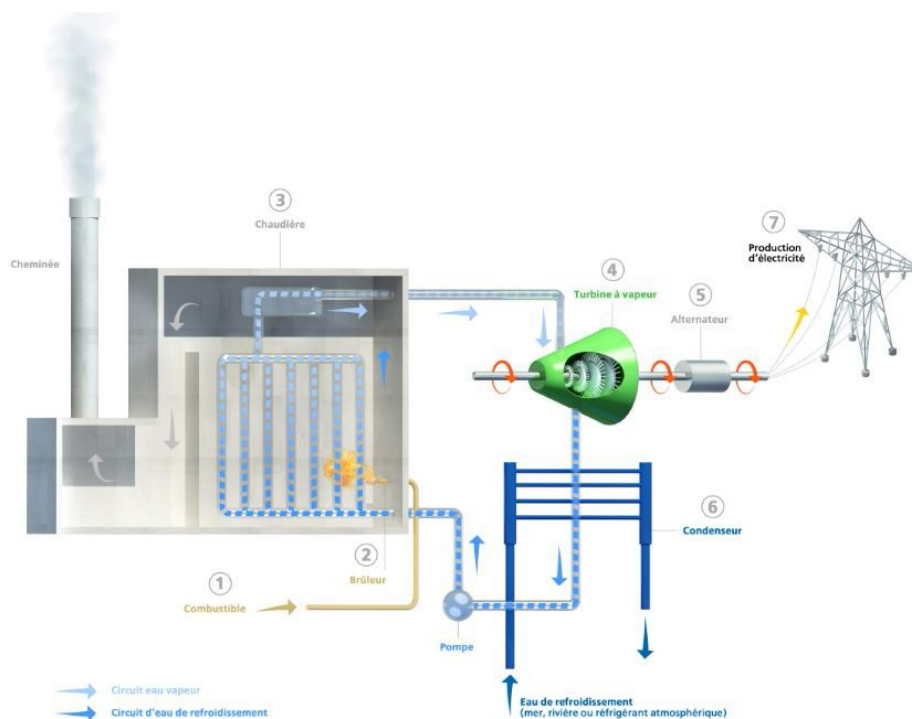 3
Chaudière
Cheminée
7
Production
d'électricité
4
Turbine à vapeur
5
Alternateur
6
Condenseur
2
Brûleur
1
Combustible
Pompe
Circuit eau vapeur
Circuit d'eau de refroidissement
Eau de refroidissement
(mer, rivière ou réfrigérant atmosphérique)